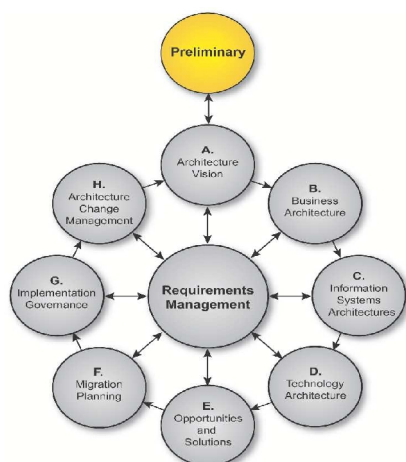 Preliminary
A.
Architecture
Vision
B.
Business
Architecture
C.
Information
Systems
Architectures
D.
Technology
Architecture
E.
Opportunities
and
Solutions
F.
Migration
Planning
G.
Implementation
Governance
H.
Architecture
Change
Management
Requirements
Management